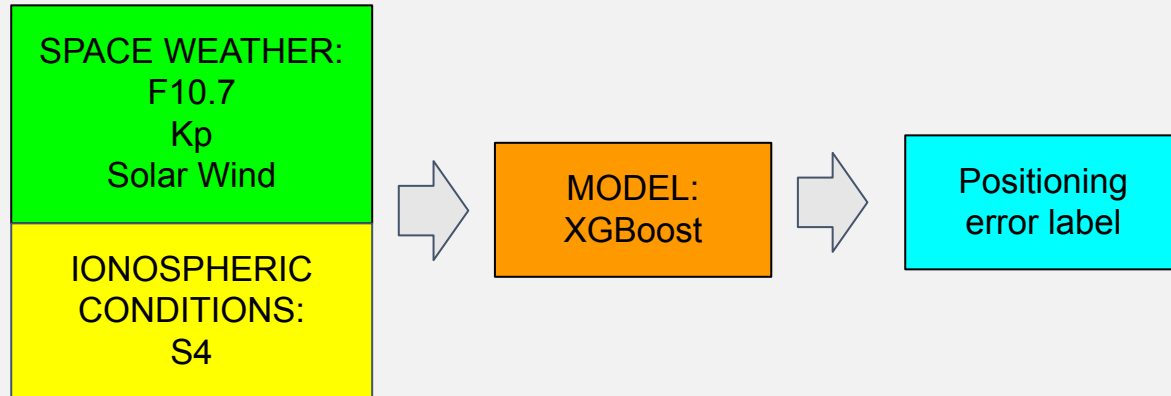 SPACE WEATHER:
F10.7
Kp
Solar Wind
IONOSPHERIC
CONDITIONS:
S4
MODEL:
XGBoost
Positioning
error label